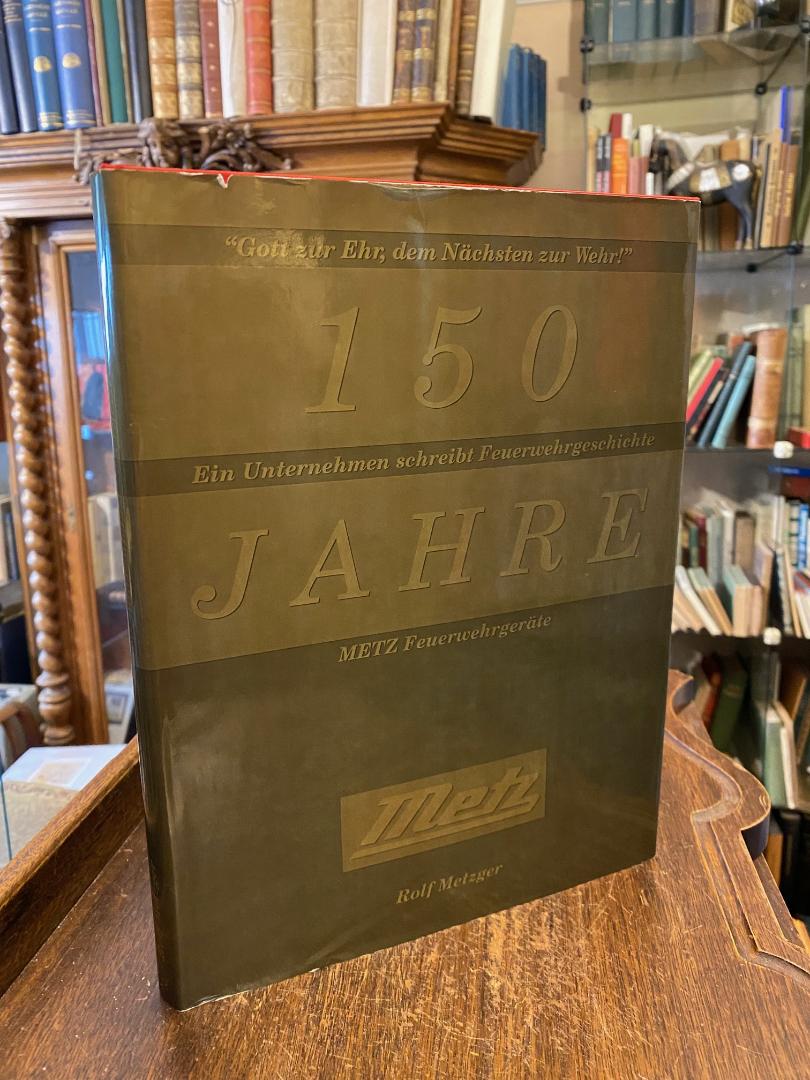 “Gott zur Ehr, dem Nächsten zur Wehr!”
150
Ein Unternehmen schreibt Feuerwehrgeschichte
JAHRE
METZ Feuerwehrgeräte
Metz
Rolf Metzger